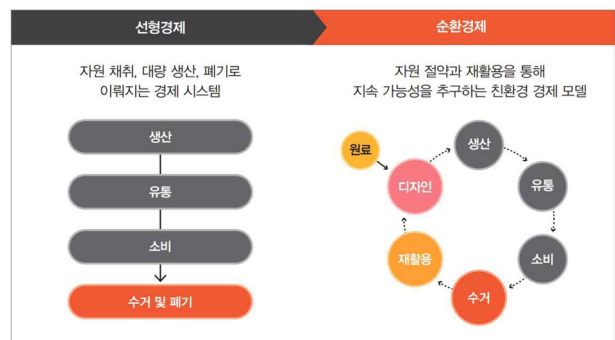 선형경제
자원 채취, 대량 생산, 폐기로
이뤄지는 경제 시스템
생산
유통
소비
수거 및 폐기
순환경제
자원 절약과 재활용을 통해
지속 가능성을 추구하는 친환경 경제 모델
원료
디자인
생산
유통
소비
수거
재활용